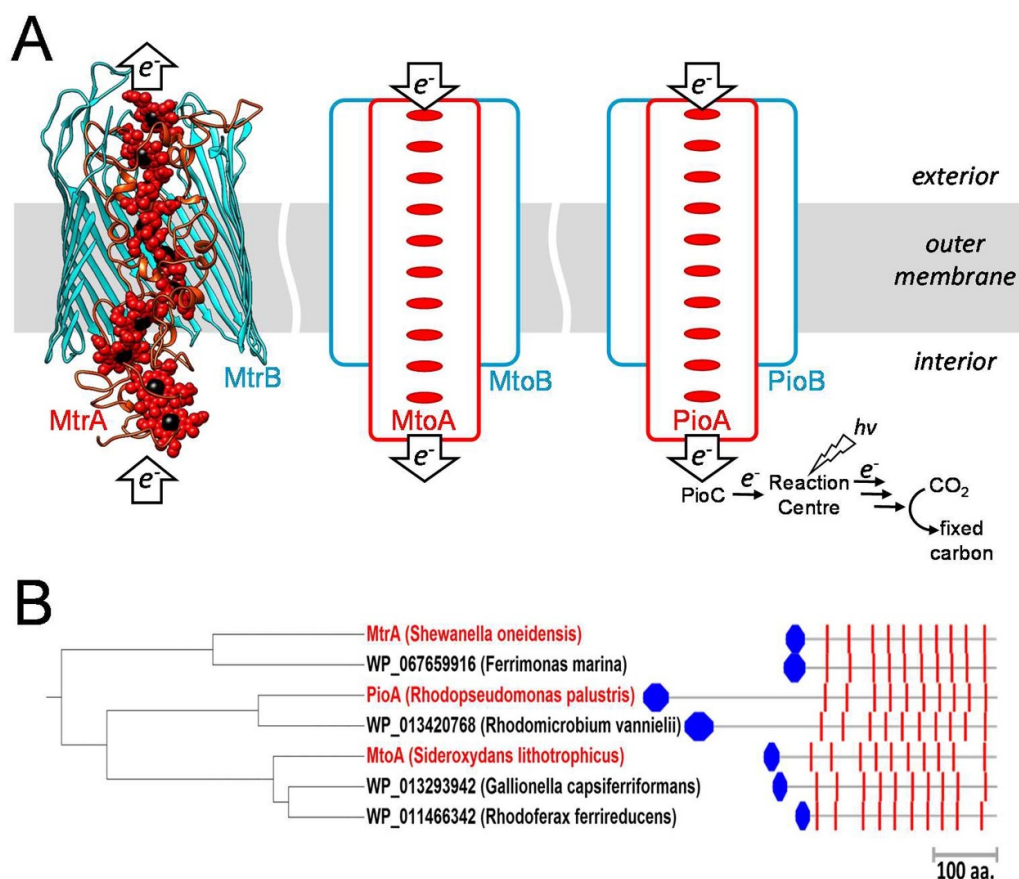 A
e-
e-
e-
exterior
outer
membrane
interior
MtrB
MtoB
PioB
MtrA
MtoA
PioA
e-
e-
e-
hν
PioC
e-
Reaction
Centre
e-
CO2
fixed
carbon
B
MtrA (Shewanella oneidensis)
WP_067659916 (Ferrimonas marina)
PioA (Rhodopseudomonas palustris)
WP_013420768 (Rhodomicrobium vannielii)
MtoA (Sideroxydans lithotrophicus)
WP_013293942 (Gallionella capsiferriformans)
WP_011466342 (Rhodoferax ferrireducens)
100 aa.